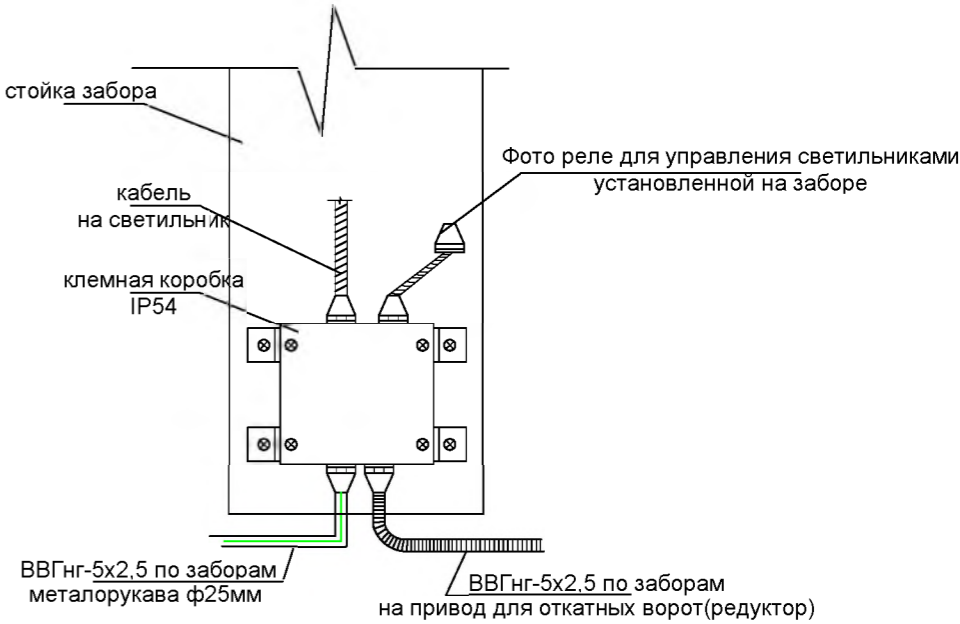 стойка забора
Фото реле для управления светильниками
установленной на заборе
кабель
на светильник
клемная коробка
IP54
ВВГнг-5х2,5 по заборам
металорукава ф25мм
ВВГнг-5х2,5 по заборам
на привод для откатных ворот(редуктор)